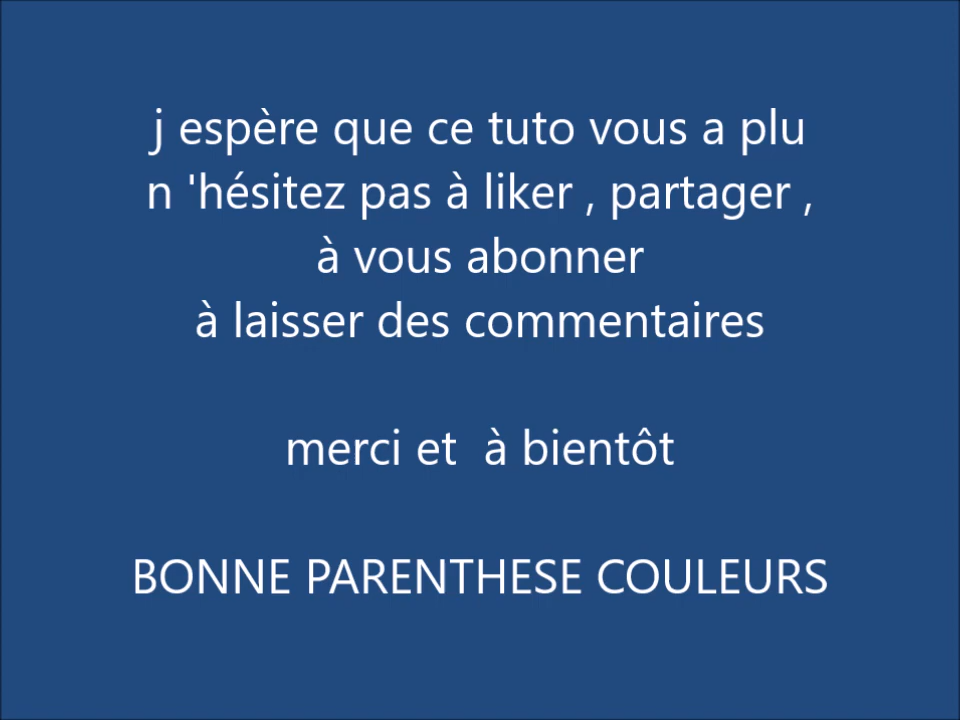 j espère que ce tuto vous a plu
n 'hésitez pas à liker , partager ,
à vous abonner
à laisser des commentaires
merci et  à bientôt
BONNE PARENTHESE COULEURS